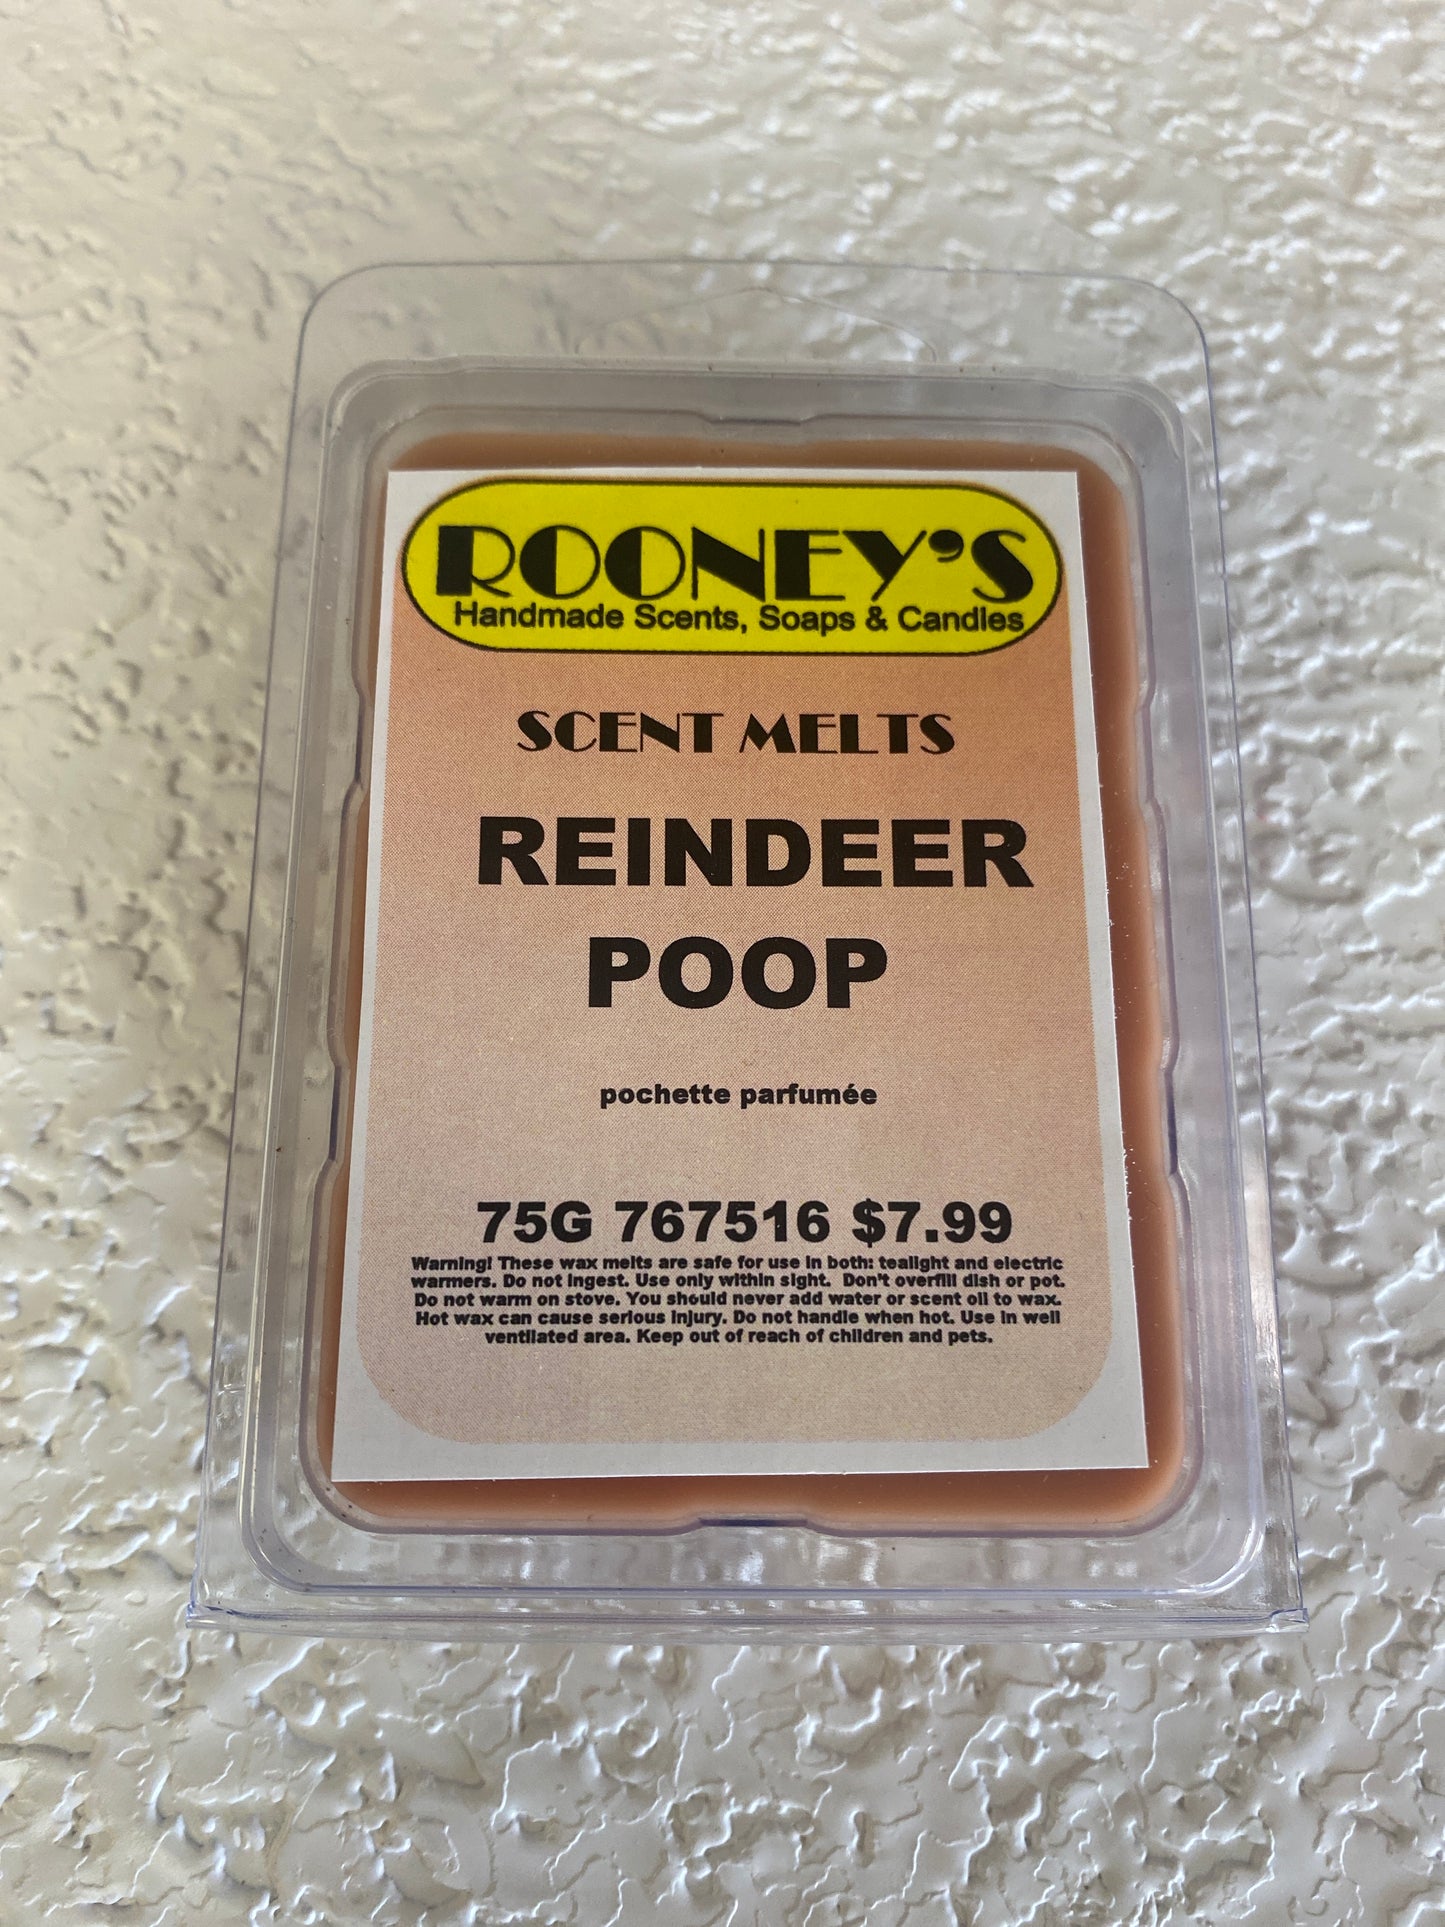 ROONEY'S
Handmade Scents, Soaps & Candles
SCENT MELTS
REINDEER
POOP
pochette parfumée
75G 767516 $7.99
Warning! These wax melts are safe for use in both: tealight and electric
warmers. Do not ingest. Use only within sight. Don't overfill dish or pot.
Do not warm on stove. You should never add water or scent oil to wax.
Hot wax can cause serious injury. Do not handle when hot. Use in well
ventilated area. Keep out of reach of children and pets.